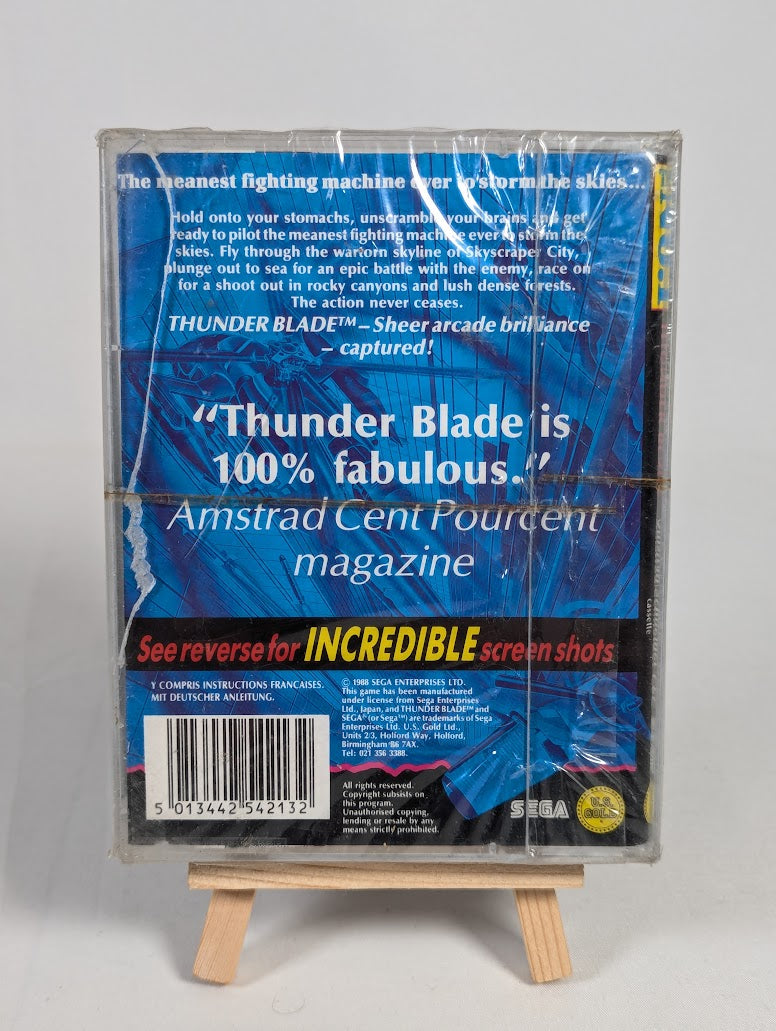 The meanest fighting machine ever to storm the skies...
Hold onto your stomachs, unscramble your brains and get
ready to pilot the meanest fighting machine ever to storm the
skies. Fly through the wartorn skyline of Skyscraper City,
plunge out to sea for an epic battle with the enemy, race on
for a shoot out in rocky canyons and lush dense forests.
The action never ceases.
THUNDER BLADE™ – Sheer arcade brilliance
– captured!
“Thunder Blade is
100% fabulous.”
Amstrad Cent Pourcent
magazine
See reverse for INCREDIBLE screen shots
Y COMPRIS INSTRUCTIONS FRANCAISES.
MIT DEUTSCHER ANLEITUNG.
© 1988 SEGA ENTERPRISES LTD.
This game has been manufactured
under license from Sega Enterprises
Ltd., Japan, and THUNDER BLADE™ and
SEGA® (or Sega™) are trademarks of Sega
Enterprises Ltd. U.S. Gold Ltd.,
Units 2/3, Holford Way, Holford,
Birmingham B6 7AX.
Tel: 021 356 3388.
5 013442 542132
All rights reserved.
Copyright subsists on
this program.
Unauthorised copying,
lending or resale by any
means strictly prohibited.
SEGA
U.S.
GOLD
cassette